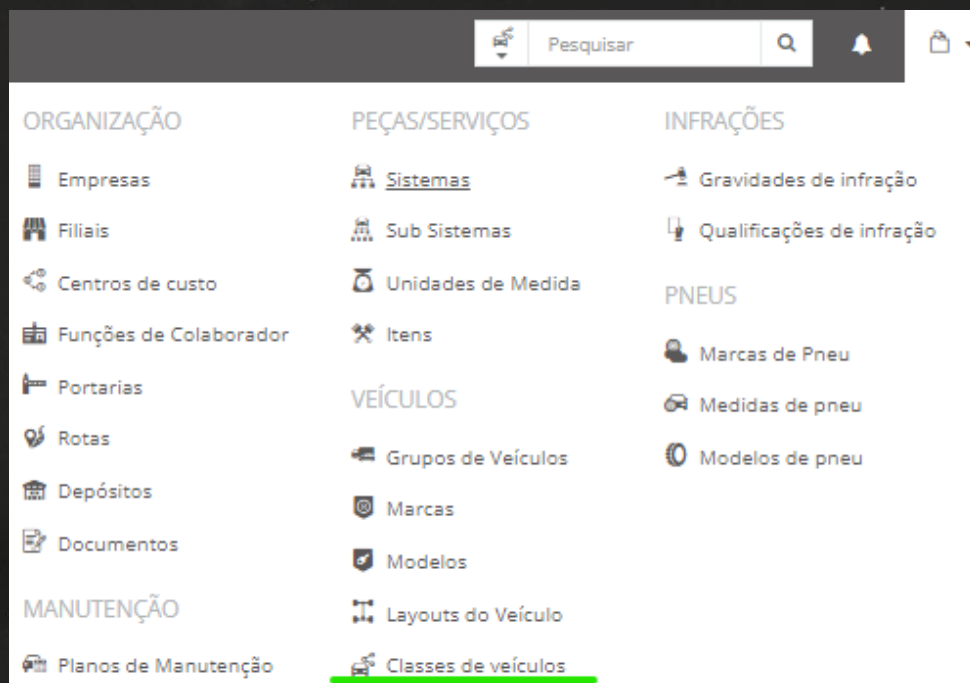 Pesquisar
ORGANIZAÇÃO
Empresas
Filiais
Centros de custo
Funções de Colaborador
Portarias
Rotas
Depósitos
Documentos
MANUTENÇÃO
Planos de Manutenção
PEÇAS/SERVIÇOS
Sistemas
Sub Sistemas
Unidades de Medida
Itens
VEÍCULOS
Grupos de Veículos
Marcas
Modelos
Layouts do Veículo
Classes de veículos
INFRAÇÕES
Gravidades de infração
Qualificações de infração
PNEUS
Marcas de Pneu
Medidas de pneu
Modelos de pneu